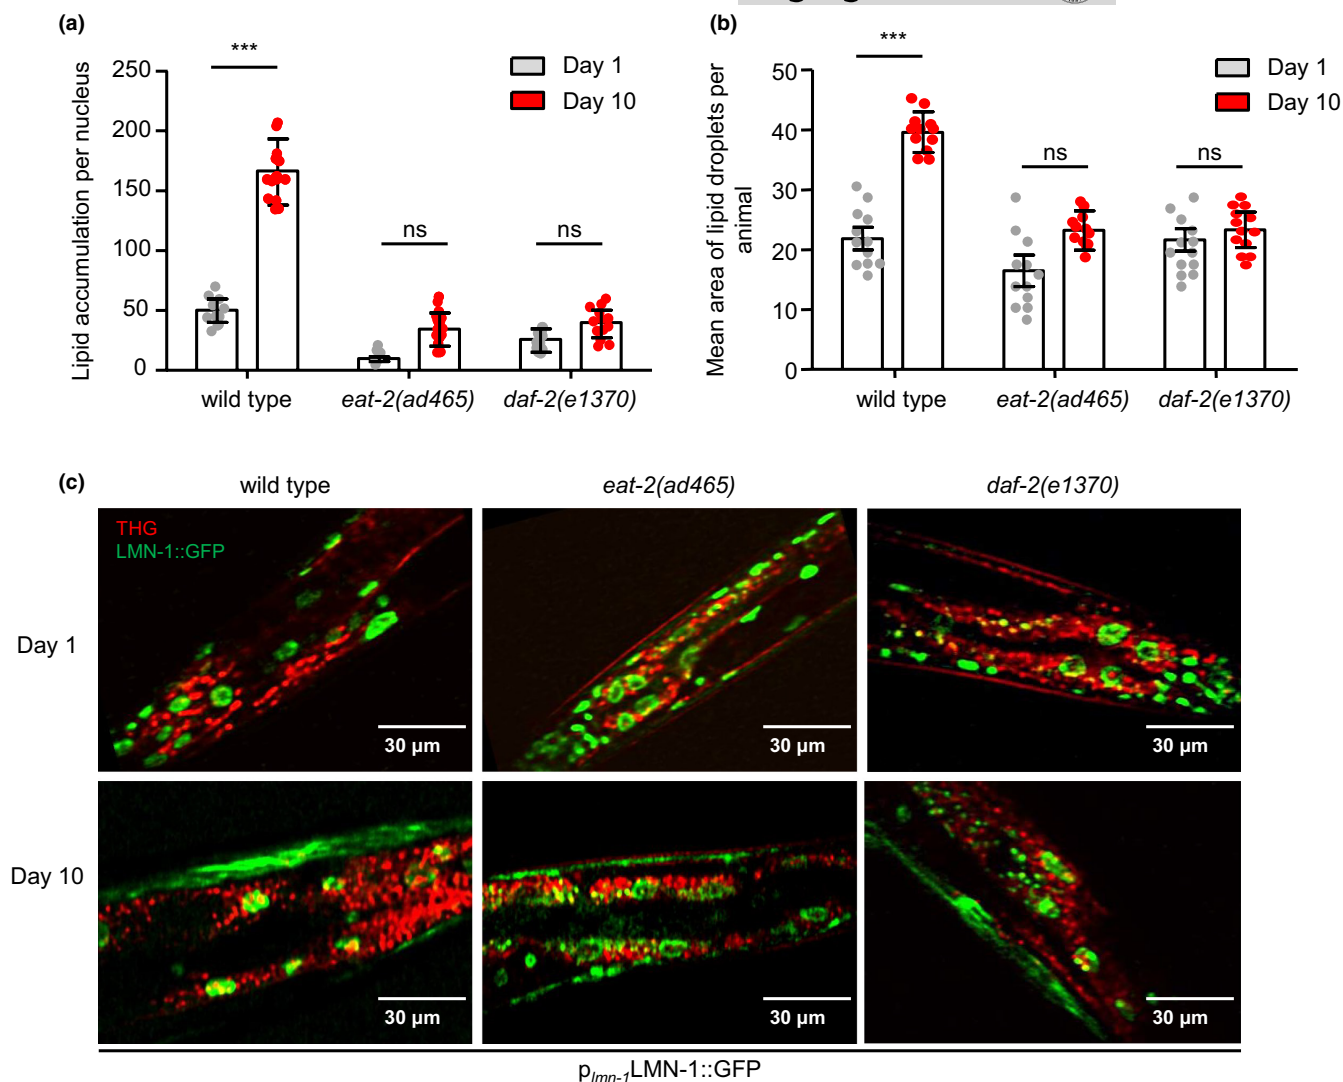 (a)
***
Lipid accumulation per nucleus
250
200
150
100
50
0
Day 1
Day 10
ns
ns
wild type
eat-2(ad465)
daf-2(e1370)
(b)
***
Mean area of lipid droplets per
animal
50
40
30
20
10
0
Day 1
Day 10
ns
ns
wild type
eat-2(ad465)
daf-2(e1370)
(c)
wild type
eat-2(ad465)
daf-2(e1370)
THG
LMN-1::GFP
Day 1
30 µm
30 µm
30 µm
Day 10
30 µm
30 µm
30 µm
plmn-1LMN-1::GFP